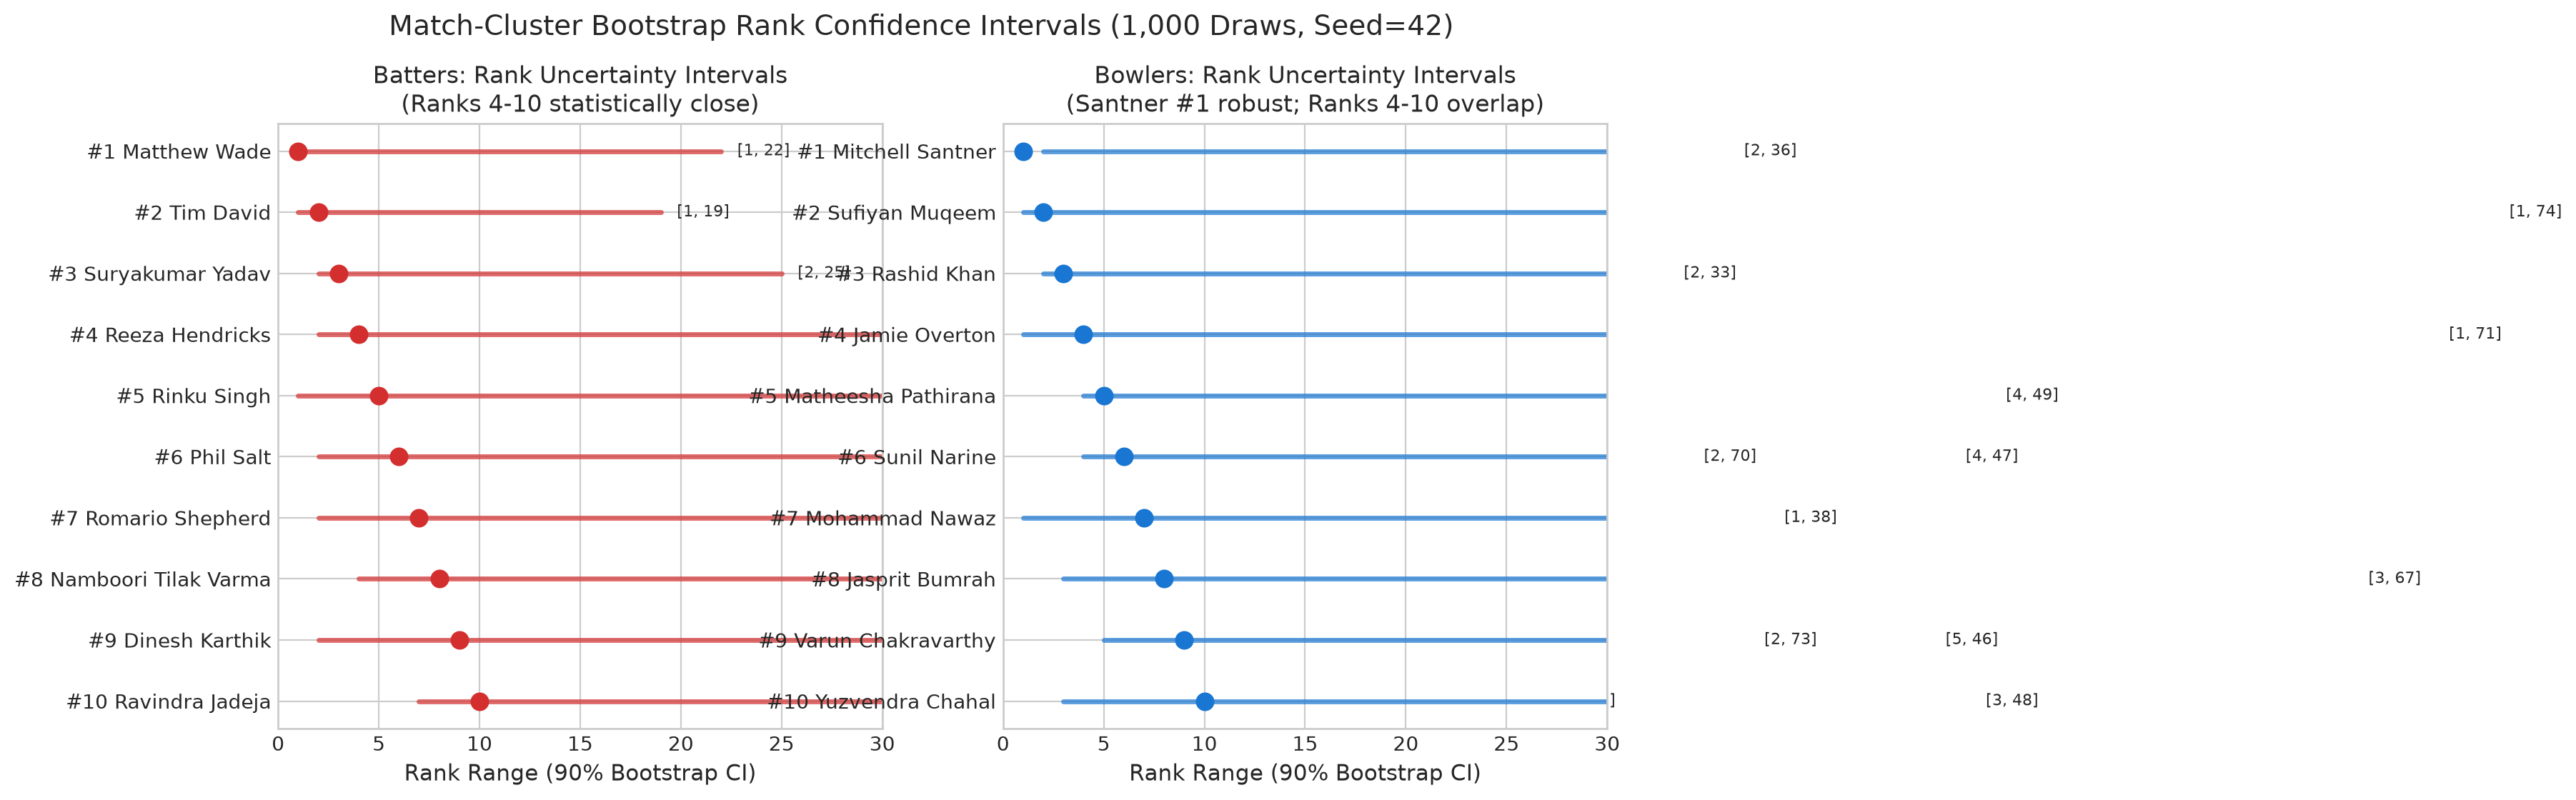 Match-Cluster Bootstrap Rank Confidence Intervals (1,000 Draws, Seed=42)
Batters: Rank Uncertainty Intervals
(Ranks 4-10 statistically close)
#1 Matthew Wade
[1, 22]
#2 Tim David
[1, 19]
#3 Suryakumar Yadav
[2, 25]
#4 Reeza Hendricks
#5 Rinku Singh
#6 Phil Salt
[2, 70]
#7 Romario Shepherd
#8 Namboori Tilak Varma
#9 Dinesh Karthik
[2, 73]
#10 Ravindra Jadeja
]
0 5 10 15 20 25 30
Rank Range (90% Bootstrap CI)
Bowlers: Rank Uncertainty Intervals
(Santner #1 robust; Ranks 4-10 overlap)
#1 Mitchell Santner
[2, 36]
#2 Sufiyan Muqeem
[1, 74]
#3 Rashid Khan
[2, 33]
#4 Jamie Overton
[1, 71]
#5 Matheesha Pathirana
[4, 49]
#6 Sunil Narine
[4, 47]
#7 Mohammad Nawaz
[1, 38]
#8 Jasprit Bumrah
[3, 67]
#9 Varun Chakravarthy
[5, 46]
#10 Yuzvendra Chahal
[3, 48]
0 5 10 15 20 25 30
Rank Range (90% Bootstrap CI)